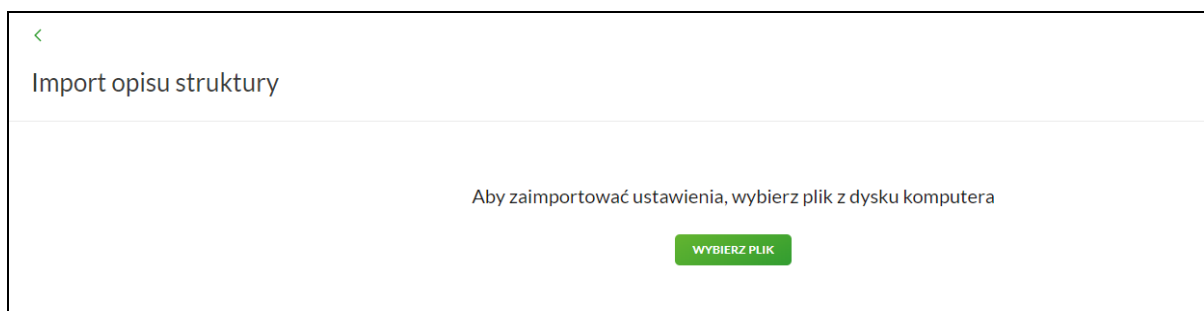 Import opisu struktury
Aby zaimportować ustawienia, wybierz plik z dysku komputera
WYBIERZ PLIK